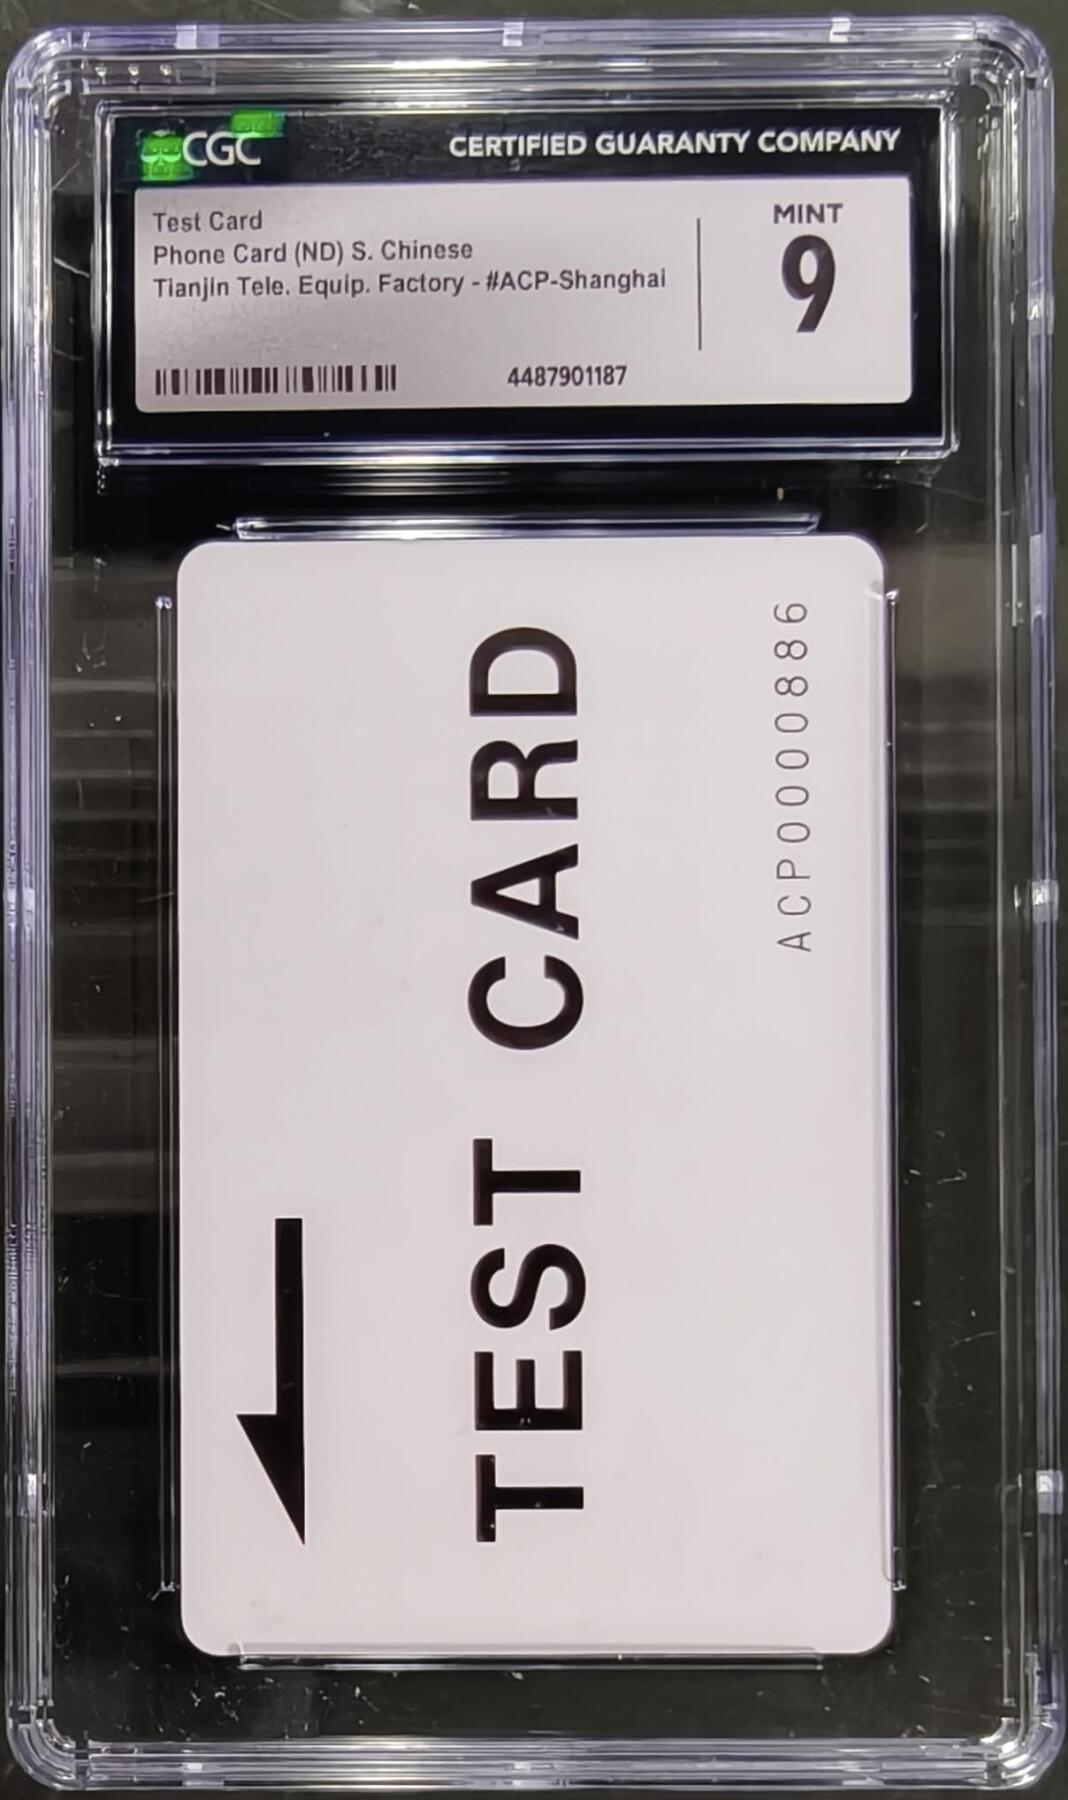 CGC
CERTIFIED GUARANTY COMPANY
Test Card
Phone Card (ND) S. Chinese
Tianjin Tele. Equip. Factory - #ACP-Shanghai
MINT
9
4487901187
TEST CARD
ACP0000886